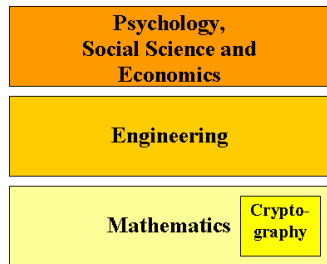 Psychology,
Social Science and
Economics
Engineering
Mathematics
Crypto-
graphy